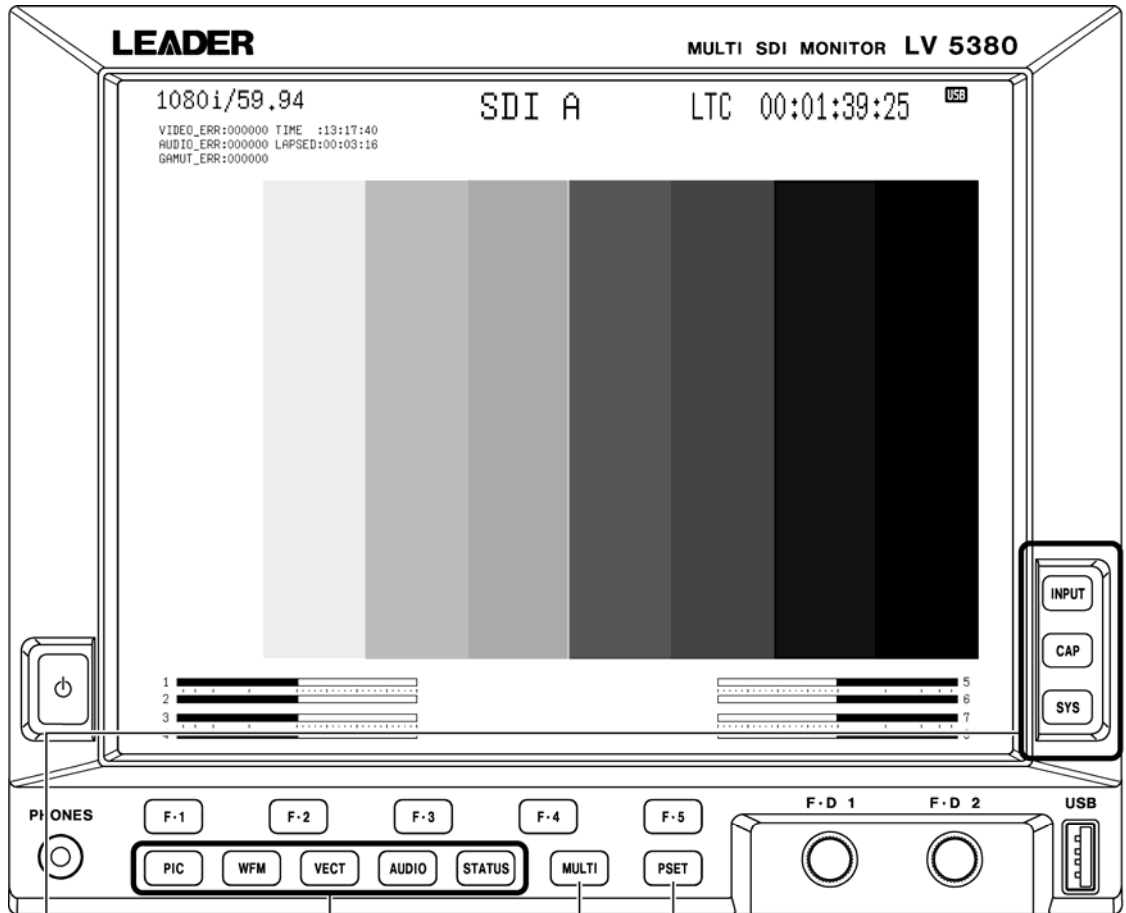 LEADER
MULTI SDI MONITOR LV 5380
1080i/59.94 SDI A LTC 00:01:39:25 USB
VIDEO_ERR:000000 TIME :13:17:40
AUDIO_ERR:000000 LAPSED:00:03:16
GAMUT_ERR:000000
INPUT
CAP
SYS
1 5
2 6
3 7
PHONES F·1 F·2 F·3 F·4 F·5 F·D 1 F·D 2 USB
PIC WFM VECT AUDIO STATUS MULTI PSET